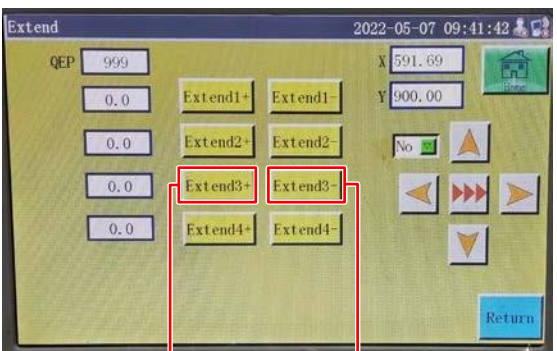 Extend 2022-05-07 09:41:42
QEP 999 X 591.69
Home
0.0 Extend1+ Extend1- Y 900.00
0.0 Extend2+ Extend2- No
0.0 Extend3+ Extend3-
0.0 Extend4+ Extend4-
Return